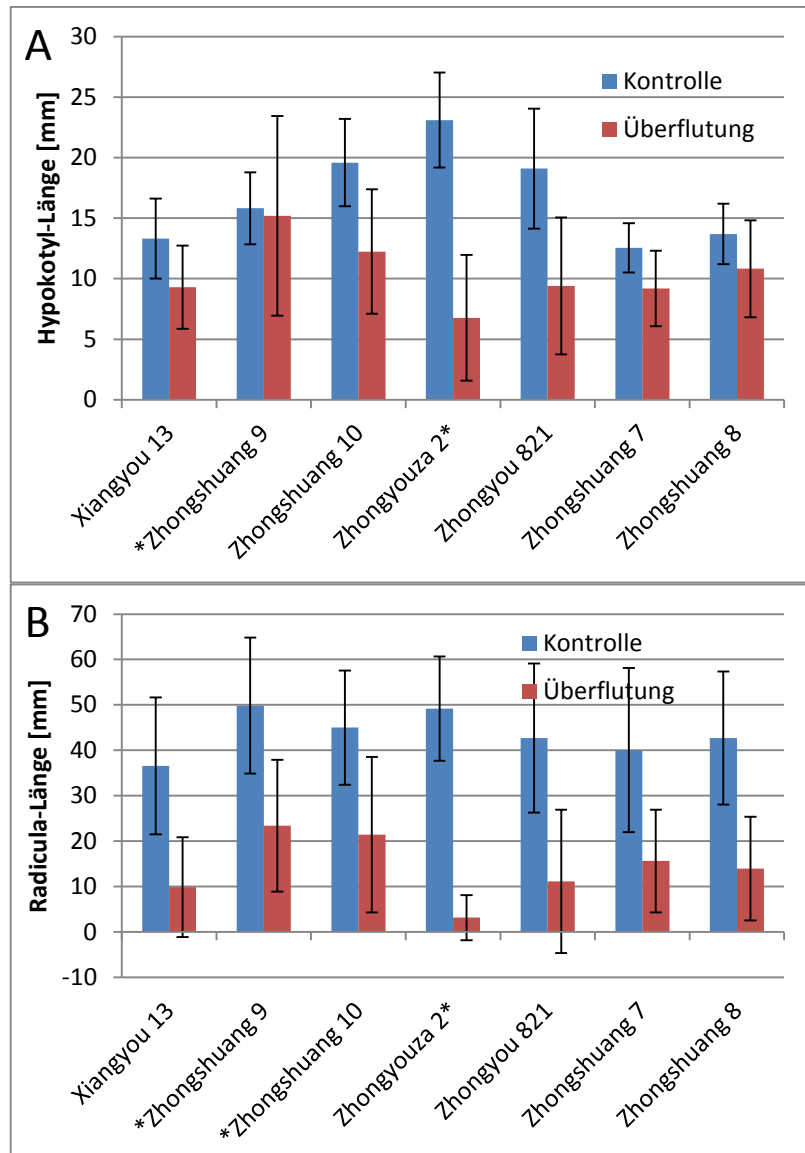 A
Hypokotyl-Länge [mm]
30
25
20
15
10
5
0
Kontrolle
Überflutung
Xiangyou 13
*Zhongshuang 9
Zhongshuang 10
Zhongyouza 2*
Zhongyou 821
Zhongshuang 7
Zhongshuang 8
B
Radicula-Länge [mm]
70
60
50
40
30
20
10
0
-10
Kontrolle
Überflutung
Xiangyou 13
*Zhongshuang 9
*Zhongshuang 10
Zhongyouza 2*
Zhongyou 821
Zhongshuang 7
Zhongshuang 8